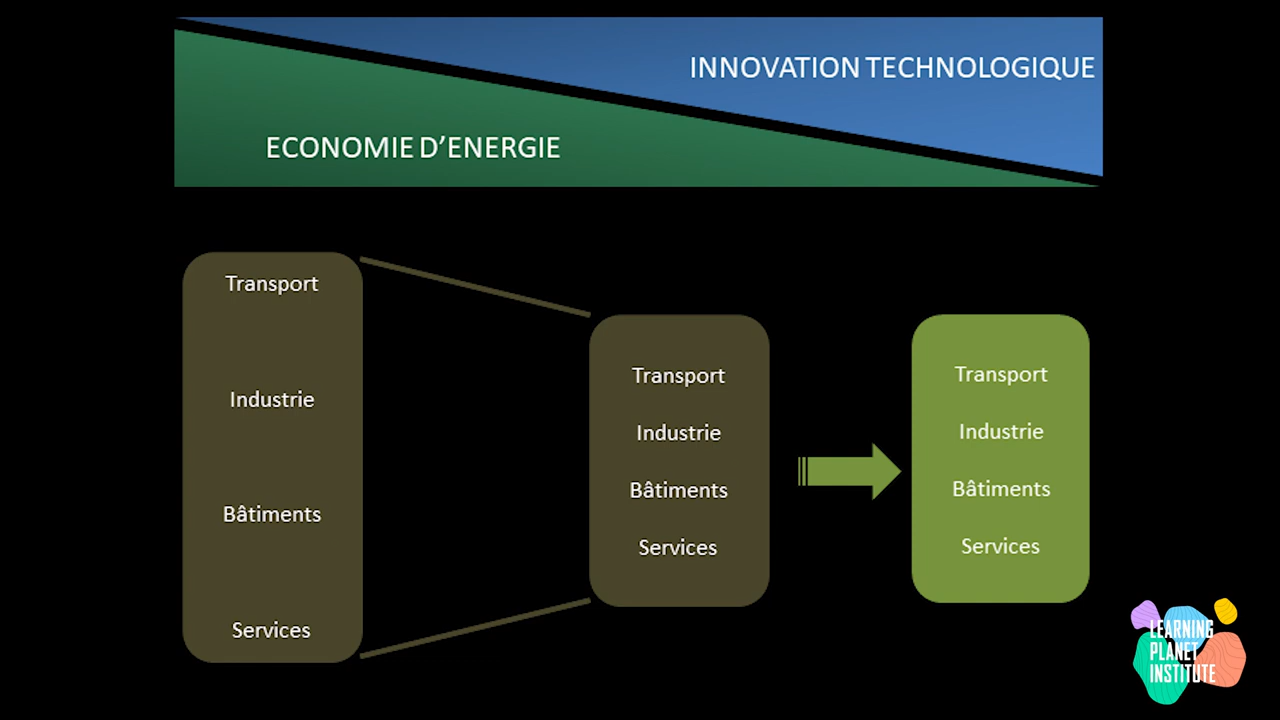 INNOVATION TECHNOLOGIQUE
ECONOMIE D’ENERGIE
Transport
Industrie
Bâtiments
Services
Transport
Industrie
Bâtiments
Services
Transport
Industrie
Bâtiments
Services
LEARNING
PLANET
INSTITUTE